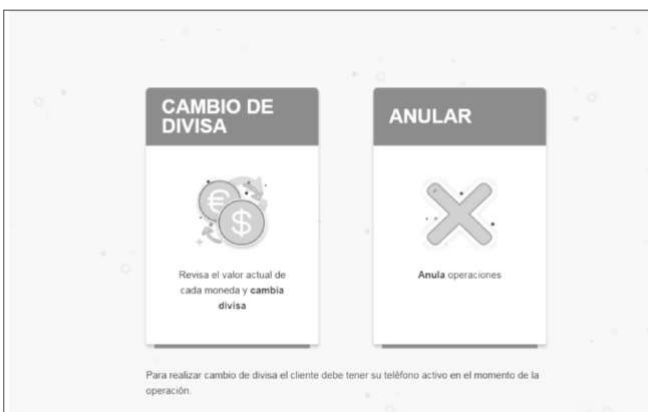 CAMBIO DE
DIVISA
€
$
Revisa el valor actual de
cada moneda y cambia
divisa
ANULAR
Anula operaciones
Para realizar cambio de divisa el cliente debe tener su teléfono activo en el momento de la
operación.